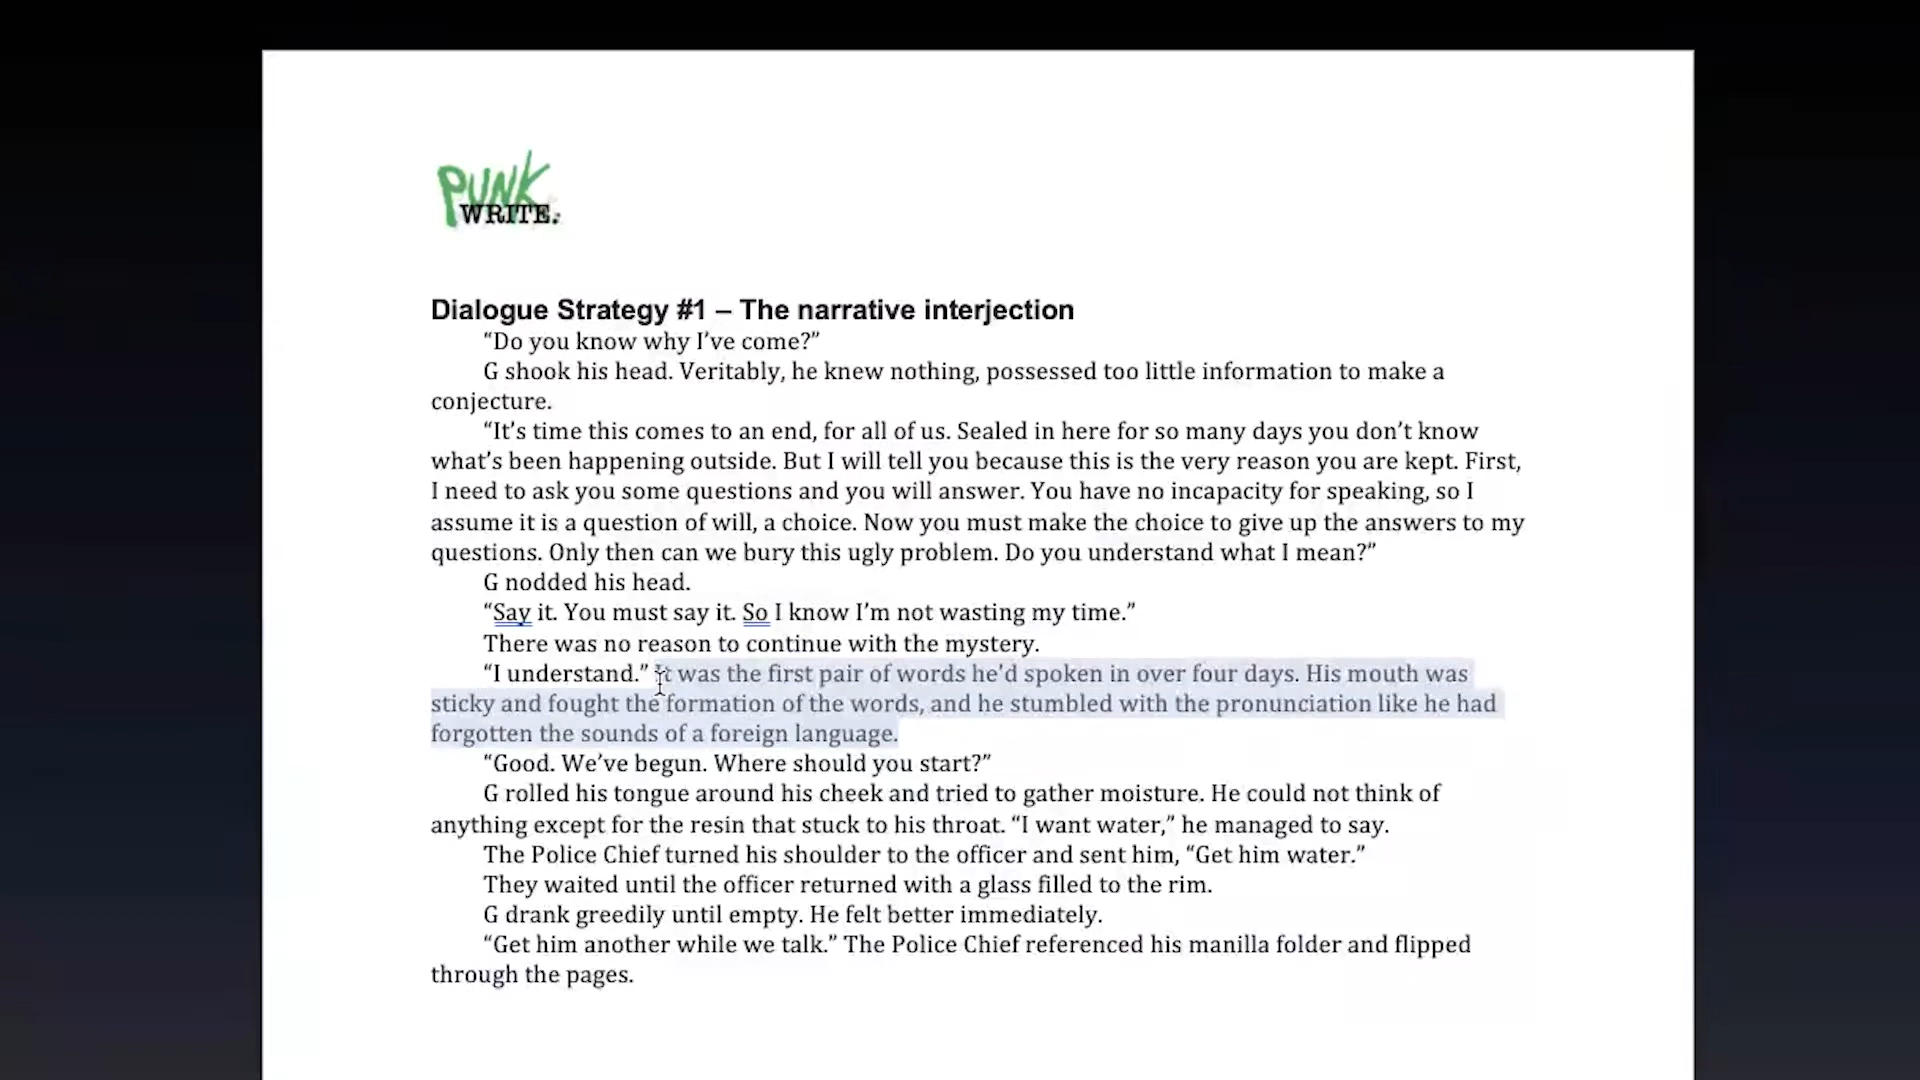 PUNK
WRITE.
Dialogue Strategy #1 – The narrative interjection
“Do you know why I’ve come?”
G shook his head. Veritably, he knew nothing, possessed too little information to make a
conjecture.
“It’s time this comes to an end, for all of us. Sealed in here for so many days you don’t know
what’s been happening outside. But I will tell you because this is the very reason you are kept. First,
I need to ask you some questions and you will answer. You have no incapacity for speaking, so I
assume it is a question of will, a choice. Now you must make the choice to give up the answers to my
questions. Only then can we bury this ugly problem. Do you understand what I mean?”
G nodded his head.
“Say it. You must say it. So I know I’m not wasting my time.”
There was no reason to continue with the mystery.
“I understand.” It was the first pair of words he'd spoken in over four days. His mouth was
sticky and fought the formation of the words, and he stumbled with the pronunciation like he had
forgotten the sounds of a foreign language.
“Good. We’ve begun. Where should you start?”
G rolled his tongue around his cheek and tried to gather moisture. He could not think of
anything except for the resin that stuck to his throat. “I want water,” he managed to say.
The Police Chief turned his shoulder to the officer and sent him, “Get him water.”
They waited until the officer returned with a glass filled to the rim.
G drank greedily until empty. He felt better immediately.
“Get him another while we talk.” The Police Chief referenced his manilla folder and flipped
through the pages.